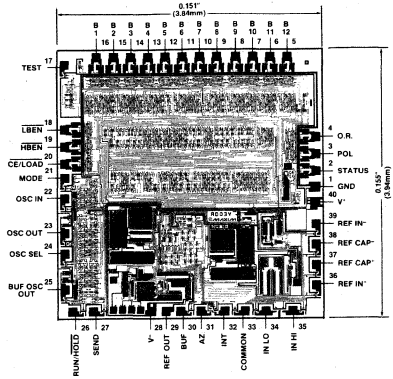 0.151"
(3.84mm)
B B B B B B B B B B B B
1 2 3 4 5 6 7 8 9 10 11 12
16 15 14 13 12 11 10 9 8 7 6 5
TEST 17
LBEN 18
HBEN 19
CE/LOAD 20
MODE 21
OSC IN 22
OSC OUT 23
OSC SEL 24
BUF OSC OUT 25
4 O.R.
3 POL
2 STATUS
1 GND
40 V+
39 REF IN-
38 REF CAP-
37 REF CAP+
36 REF IN+
0.155"
(3.94mm)
26 27 28 29 30 31 32 33 34 35
RUN/HOLD SEND V- REF OUT BUF AZ INT COMMON IN LO IN HI